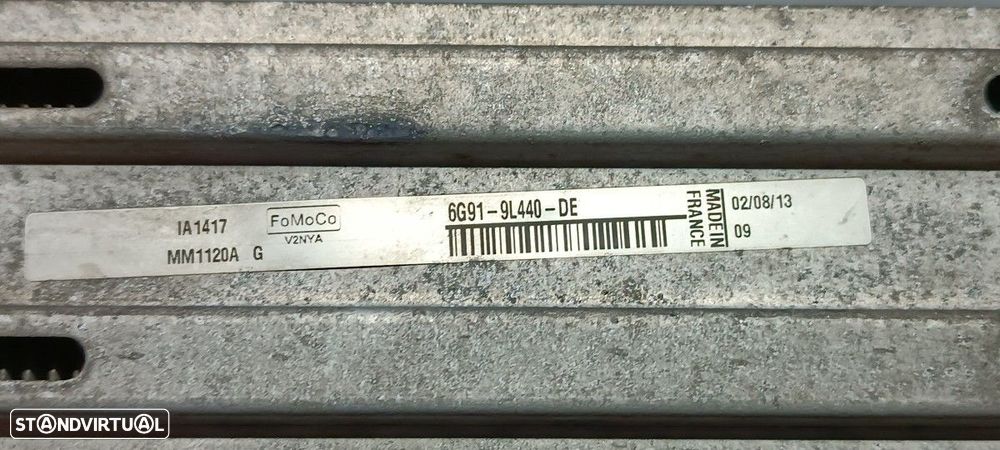 IA1417
MM1120A G
FoMoCo
V2NYA
6G91-9L440-DE
MADE IN
FRANCE
02/08/13
09
STANDVIRTUAL